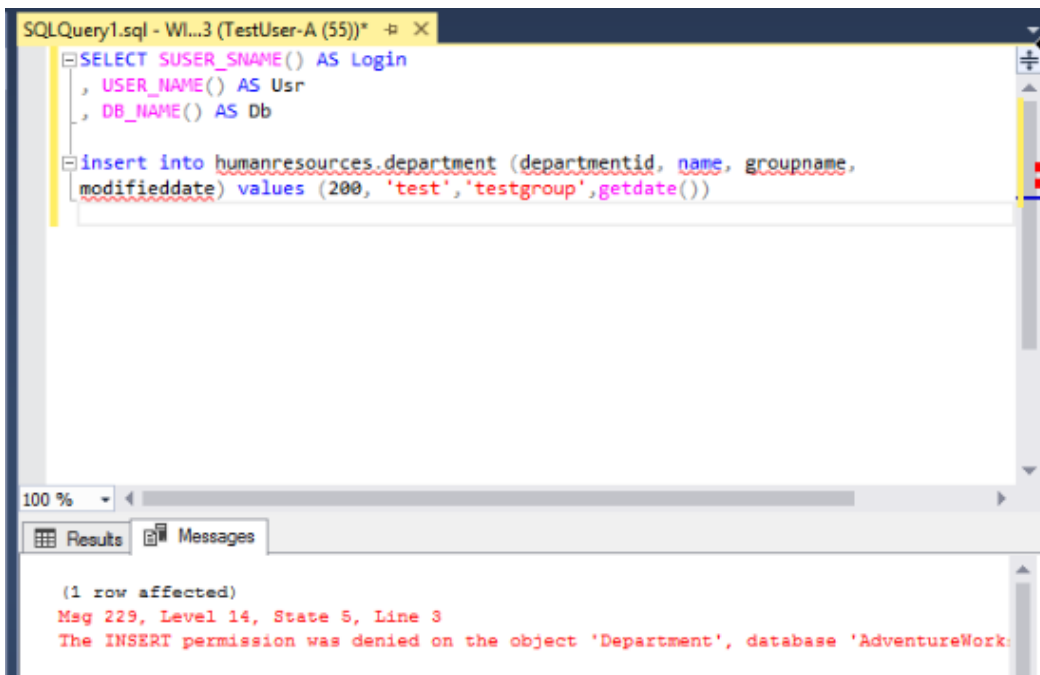 SQLQuery1.sql - WI...3 (TestUser-A (55))*
SELECT SUSER_SNAME() AS Login
, USER_NAME() AS Usr
, DB_NAME() AS Db
insert into humanresources.department (departmentid, name, groupname,
modifieddate) values (200, 'test','testgroup',getdate())
100 %
Results Messages
(1 row affected)
Msg 229, Level 14, State 5, Line 3
The INSERT permission was denied on the object 'Department', database 'AdventureWork